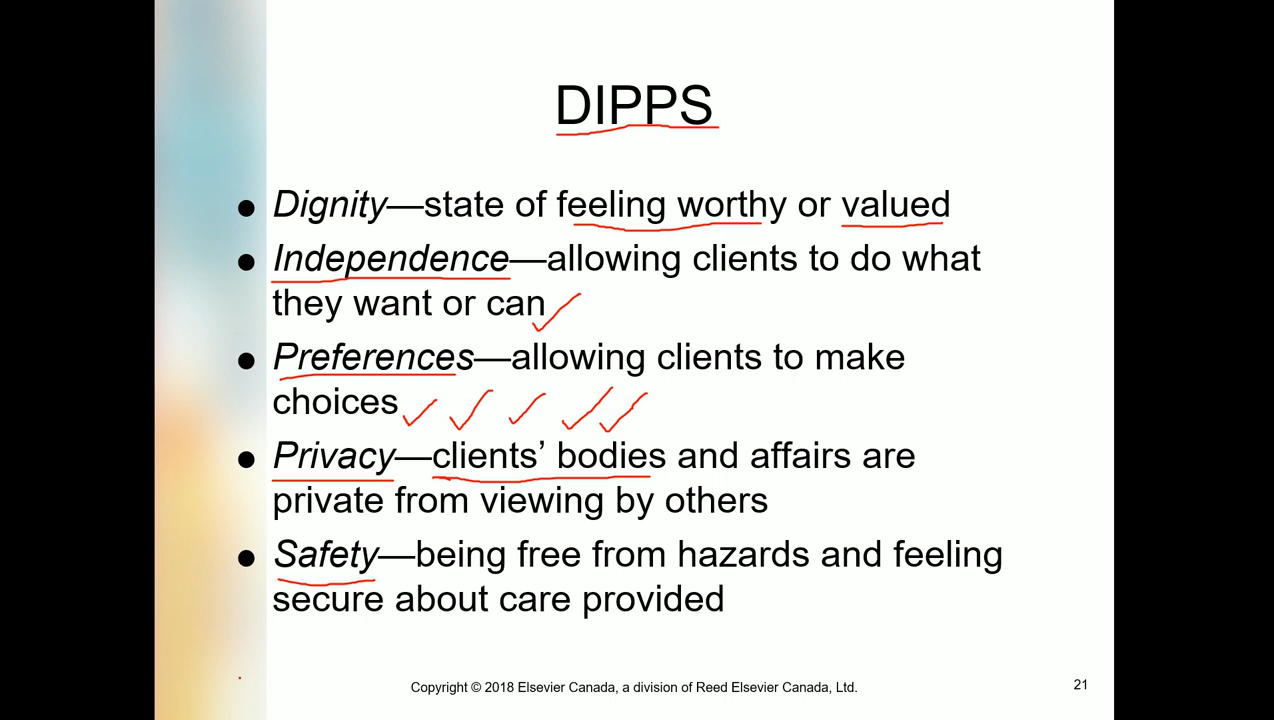 DIPPS
● Dignity—state of feeling worthy or valued
● Independence—allowing clients to do what
they want or can
● Preferences—allowing clients to make
choices
● Privacy—clients’ bodies and affairs are
private from viewing by others
● Safety—being free from hazards and feeling
secure about care provided
Copyright © 2018 Elsevier Canada, a division of Reed Elsevier Canada, Ltd.
21